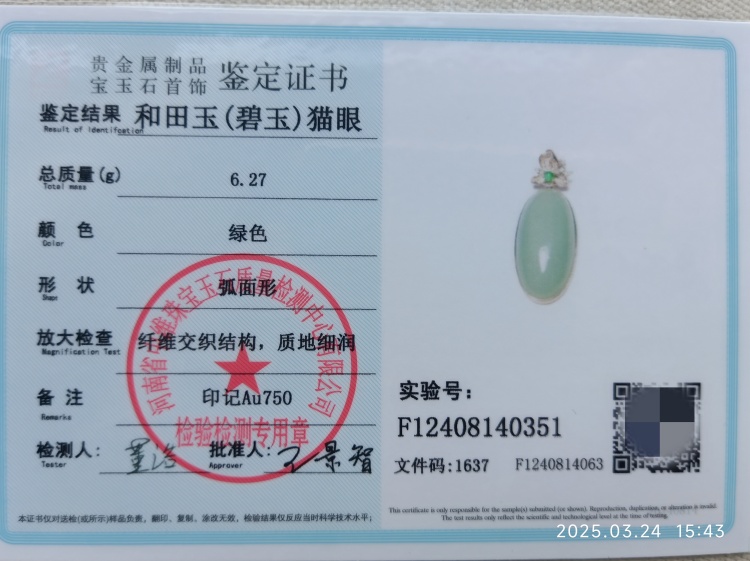 贵金属制品
宝玉石首饰 鉴定证书
鉴定结果 和田玉(碧玉)猫眼
Result of Identification
总质量(g) 6.27
Total mass
颜 色 绿色
Color
形 状 弧面形
Shape
放大检查 纤维交织结构，质地细润
Magnification Test
备 注 印记Au750
Remarks
检测人: 批准人: 王景智
Tester Approver
检验检测专用章
本证书仅对送检(或所示)样品负责，翻印、复制、涂改无效，检验结果仅反应当时科学技术水平;
实验号:
F12408140351
文件码:1637 F1240814063
This certificate is only responsible for the sample(s) submitted (or shown). Reproduction, duplication, or alteration is invalid.
The test results only reflect the scientific and technological level at the time of testing.
2025.03.24 15:43